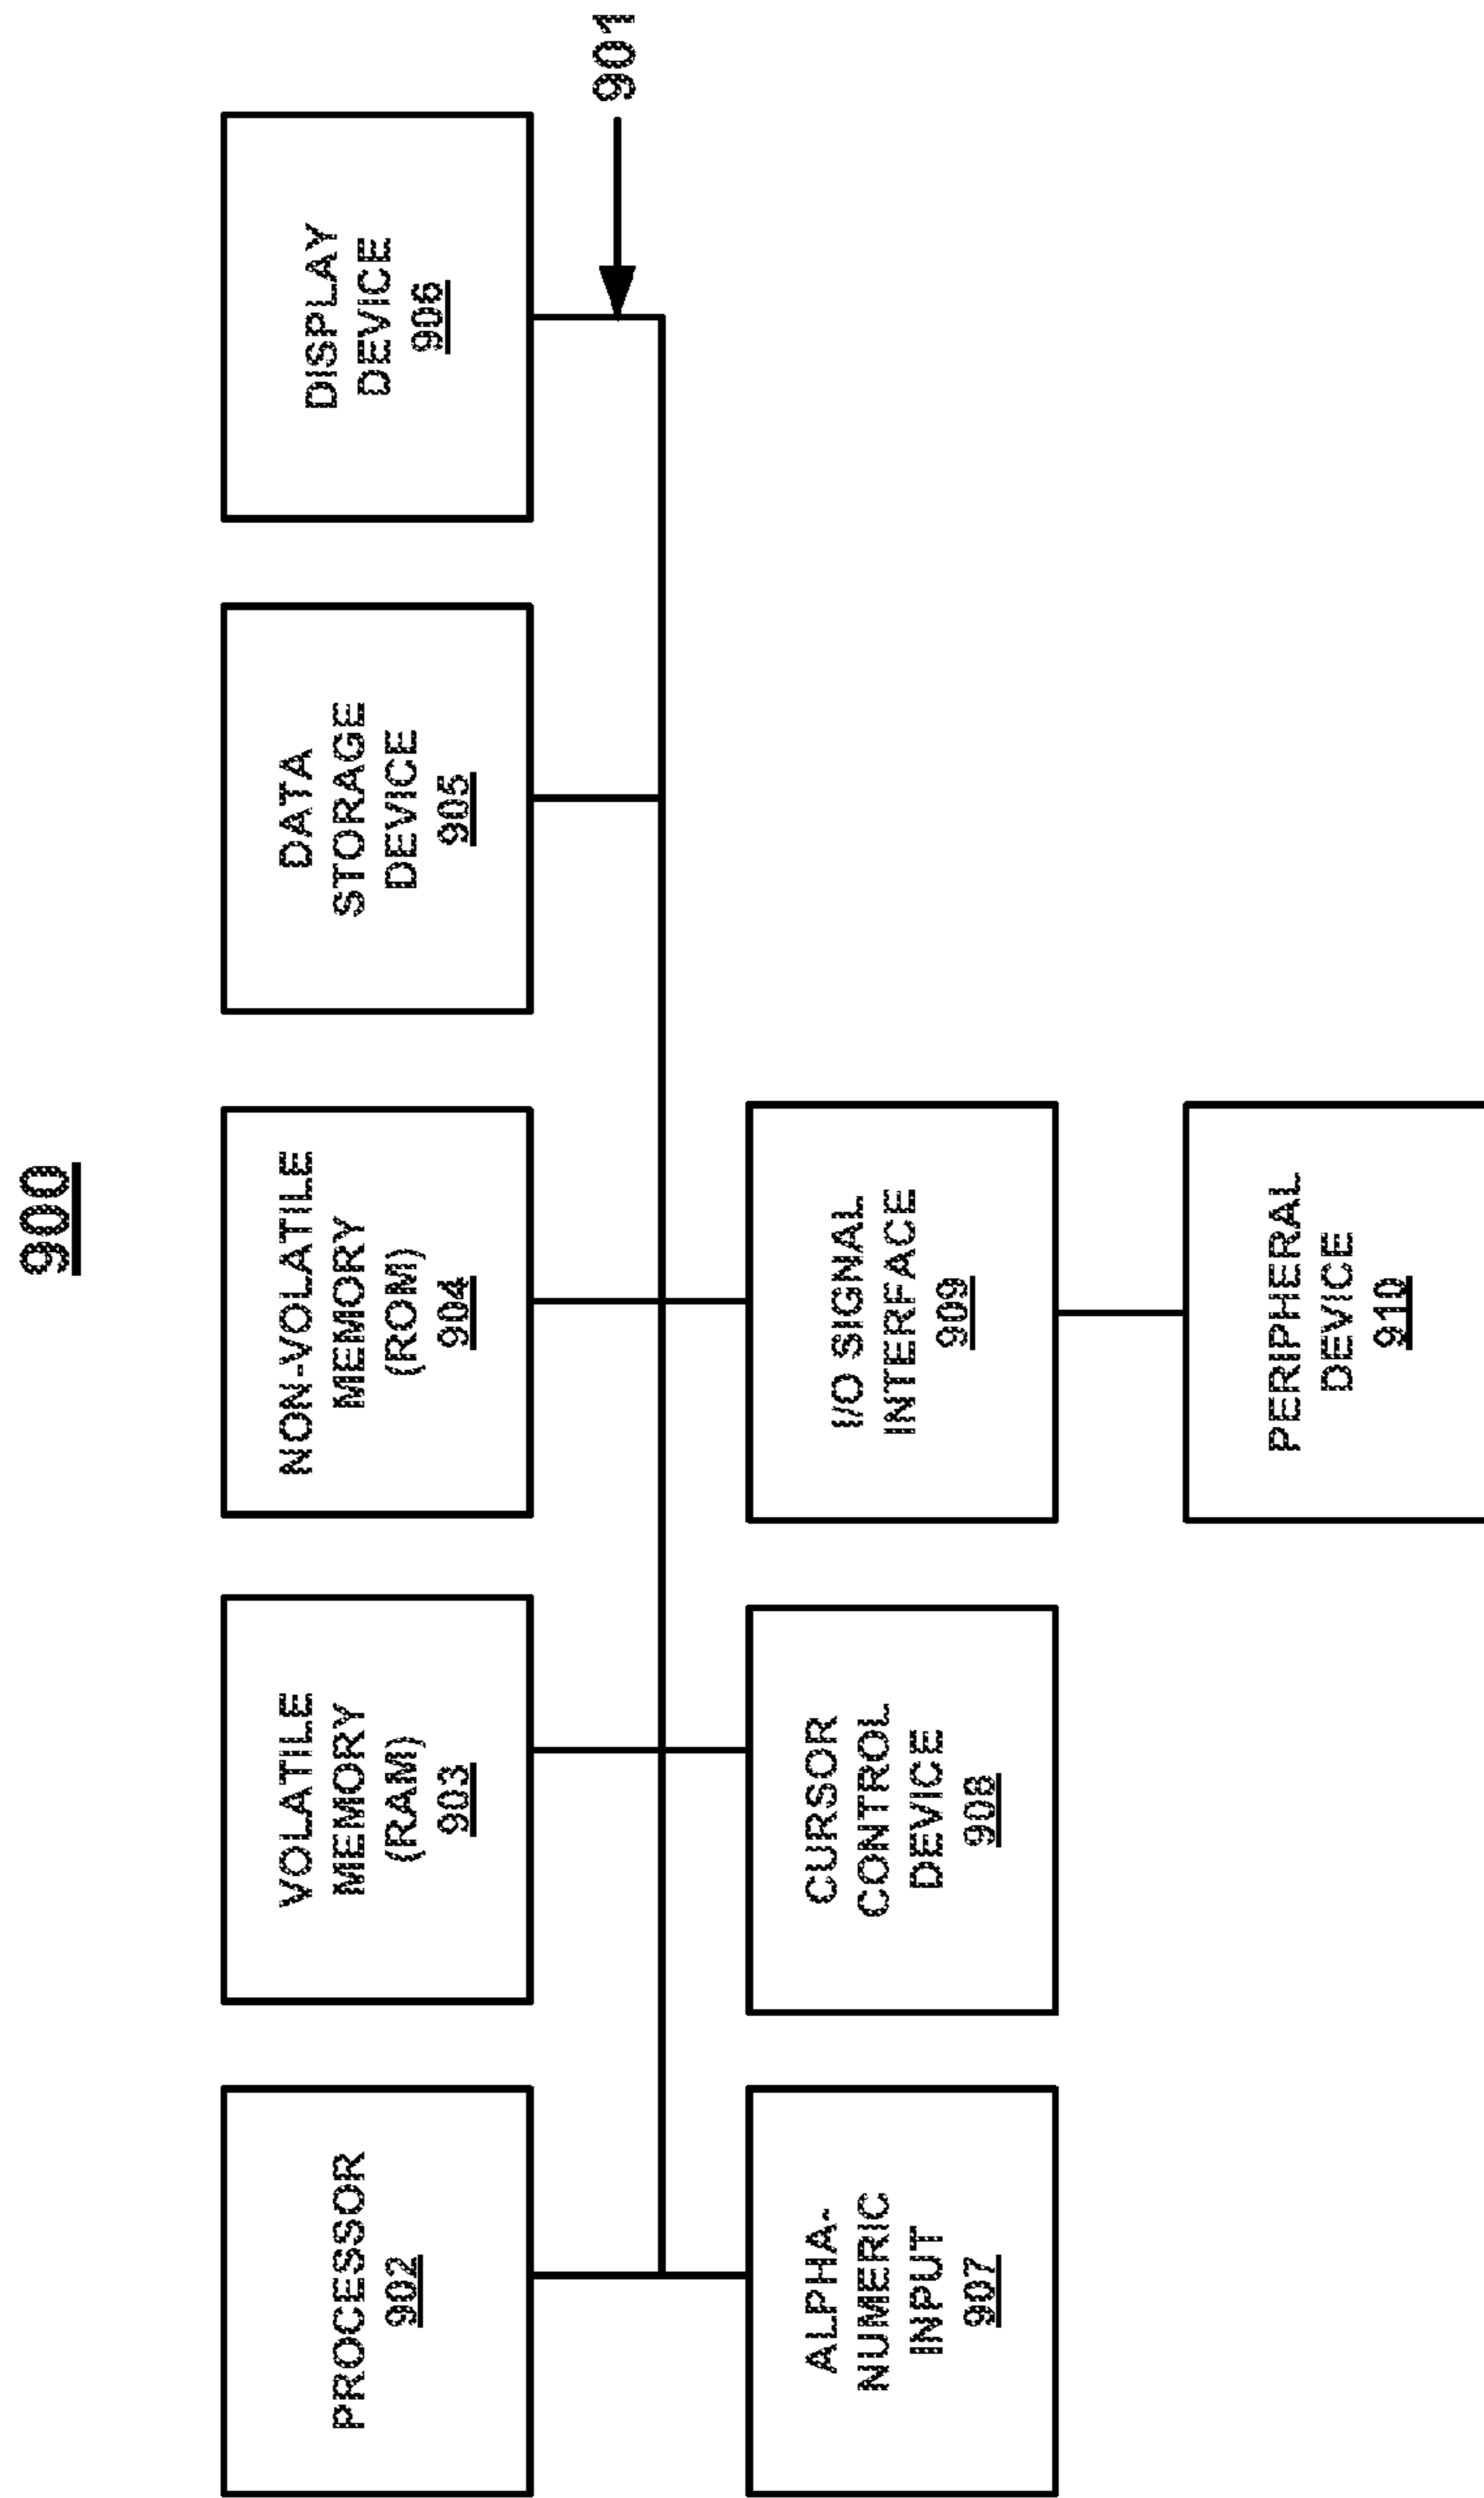 900
PROCESSOR
902
VOLATILE
MEMORY
(RAM)
903
NON-VOLATILE
MEMORY
(ROM)
904
DATA
STORAGE
DEVICE
905
DISPLAY
DEVICE
906
901
ALPHA-
NUMERIC
INPUT
907
CURSOR
CONTROL
DEVICE
908
I/O SIGNAL
INTERFACE
909
PERIPHERAL
DEVICE
910